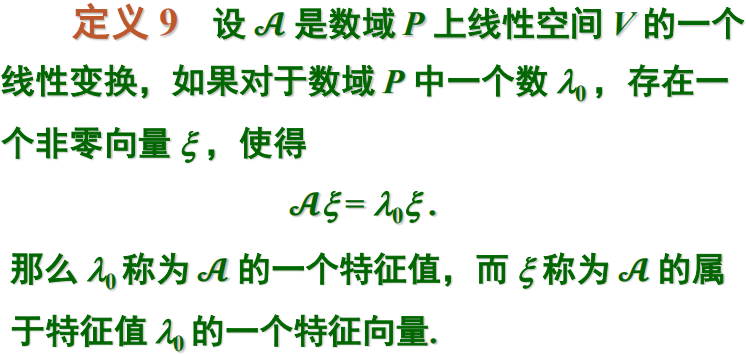 定义9 设 𝒜 是数域 P 上线性空间 V 的一个
线性变换，如果对于数域 P 中一个数 λ₀，存在一
个非零向量 ξ，使得
𝒜ξ = λ₀ξ.
那么 λ₀ 称为 𝒜 的一个特征值，而 ξ 称为 𝒜 的属
于特征值 λ₀ 的一个特征向量.